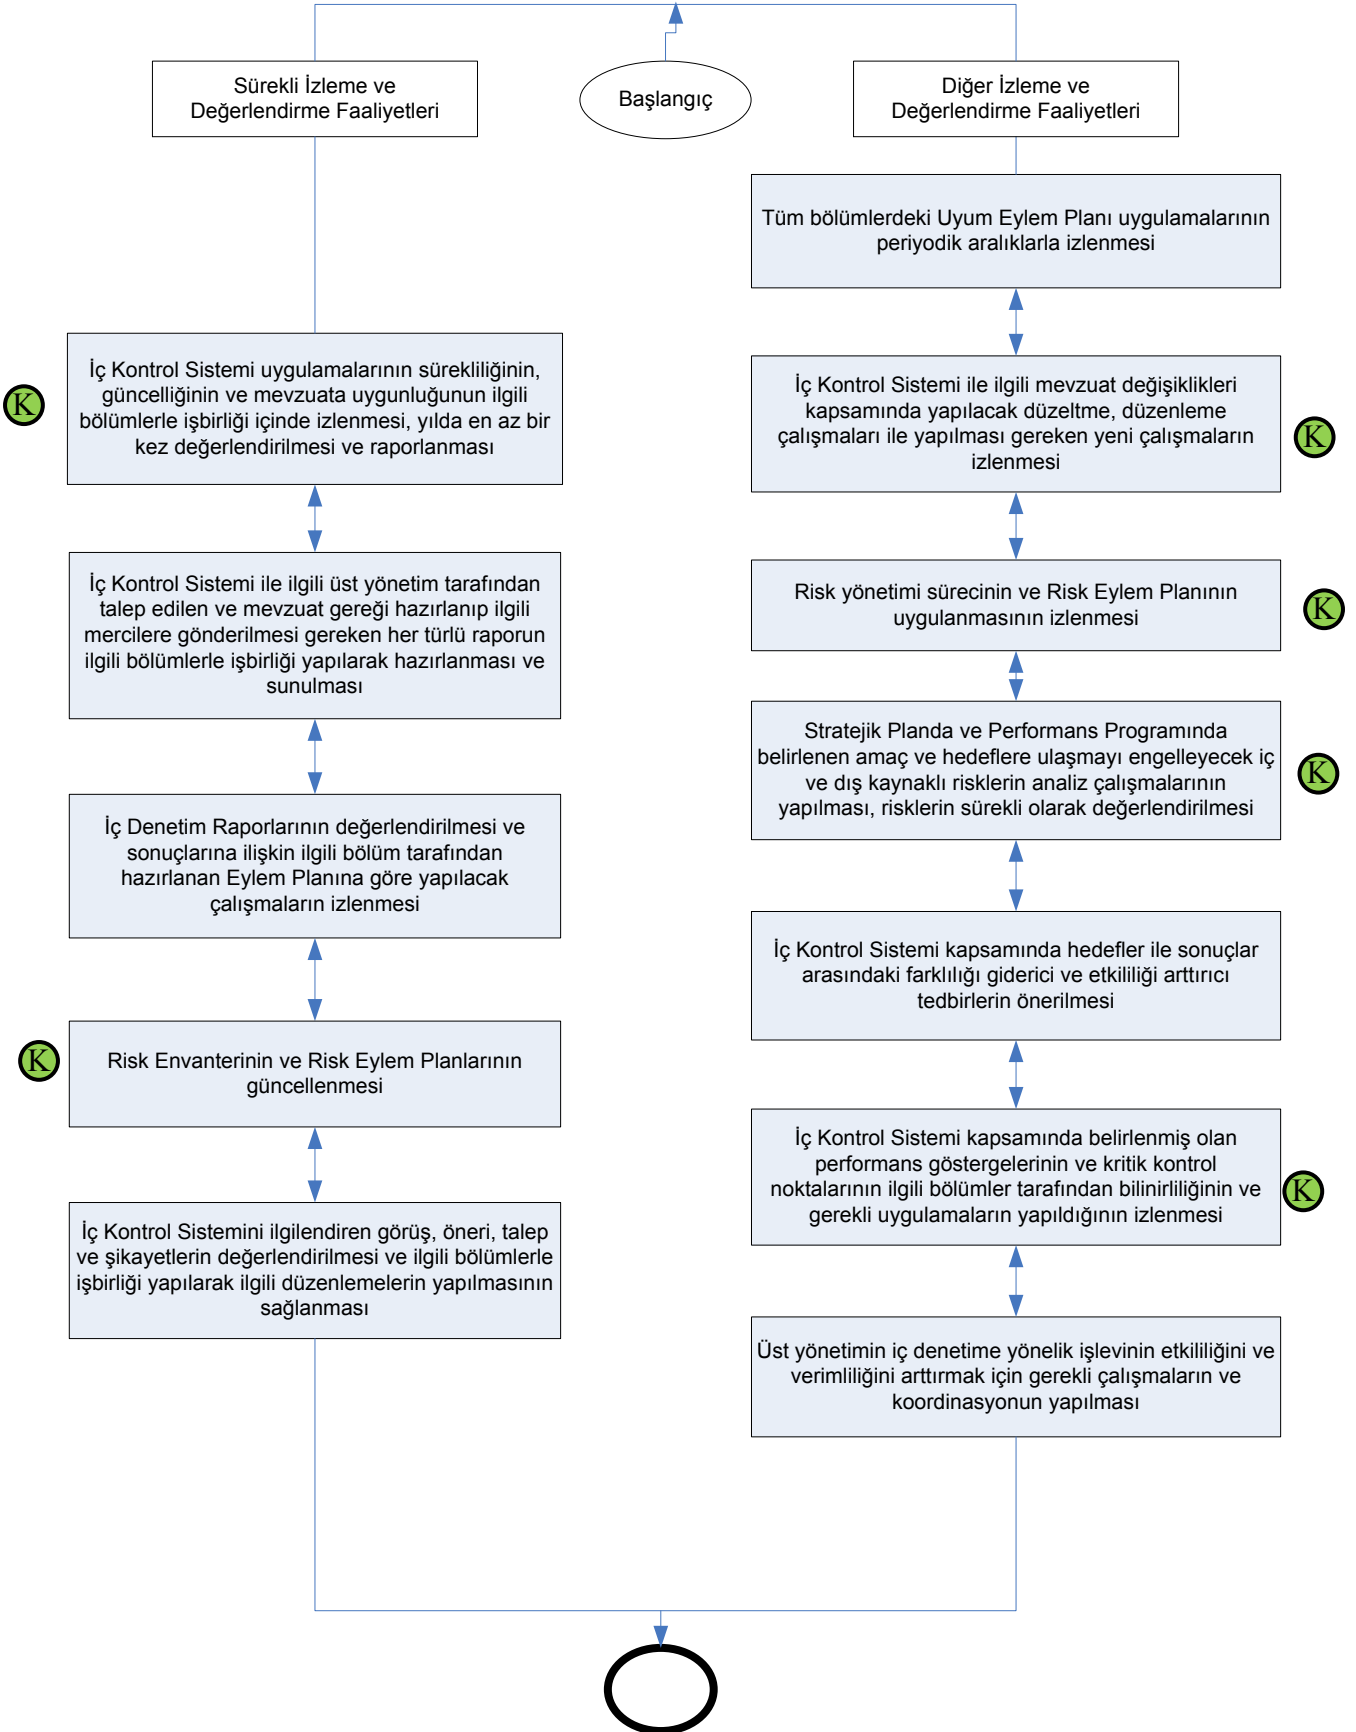 Sürekli İzleme ve
Değerlendirme Faaliyetleri
Başlangıç
Diğer İzleme ve
Değerlendirme Faaliyetleri
K
İç Kontrol Sistemi uygulamalarının sürekliliğinin,
güncelliğinin ve mevzuata uygunluğunun ilgili
bölümlerle işbirliği içinde izlenmesi, yılda en az bir
kez değerlendirilmesi ve raporlanması
İç Kontrol Sistemi ile ilgili üst yönetim tarafından
talep edilen ve mevzuat gereği hazırlanıp ilgili
mercilere gönderilmesi gereken her türlü raporun
ilgili bölümlerle işbirliği yapılarak hazırlanması ve
sunulması
İç Denetim Raporlarının değerlendirilmesi ve
sonuçlarına ilişkin ilgili bölüm tarafından
hazırlanan Eylem Planına göre yapılacak
çalışmaların izlenmesi
K
Risk Envanterinin ve Risk Eylem Planlarının
güncellenmesi
İç Kontrol Sistemini ilgilendiren görüş, öneri, talep
ve şikayetlerin değerlendirilmesi ve ilgili bölümlerle
işbirliği yapılarak ilgili düzenlemelerin yapılmasının
sağlanması
Tüm bölümlerdeki Uyum Eylem Planı uygulamalarının
periyodik aralıklarla izlenmesi
İç Kontrol Sistemi ile ilgili mevzuat değişiklikleri
kapsamında yapılacak düzeltme, düzenleme
çalışmaları ile yapılması gereken yeni çalışmaların
izlenmesi
K
Risk yönetimi sürecinin ve Risk Eylem Planının
uygulanmasının izlenmesi
K
Stratejik Planda ve Performans Programında
belirlenen amaç ve hedeflere ulaşmayı engelleyecek iç
ve dış kaynaklı risklerin analiz çalışmalarının
yapılması, risklerin sürekli olarak değerlendirilmesi
K
İç Kontrol Sistemi kapsamında hedefler ile sonuçlar
arasındaki farklılığı giderici ve etkililiği arttırıcı
tedbirlerin önerilmesi
İç Kontrol Sistemi kapsamında belirlenmiş olan
performans göstergelerinin ve kritik kontrol
noktalarının ilgili bölümler tarafından bilinirliliğinin ve
gerekli uygulamaların yapıldığının izlenmesi
K
Üst yönetimin iç denetime yönelik işlevinin etkililiğini ve
verimliliğini arttırmak için gerekli çalışmaların ve
koordinasyonun yapılması